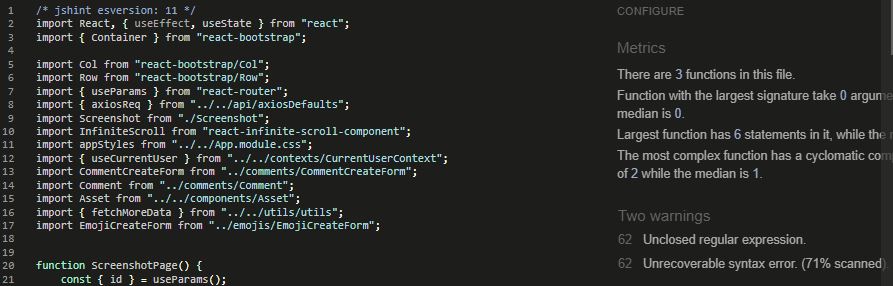 1 /* jshint esversion: 11 */
2 import React, { useEffect, useState } from "react";
3 import { Container } from "react-bootstrap";
4
5 import Col from "react-bootstrap/Col";
6 import Row from "react-bootstrap/Row";
7 import { useParams } from "react-router";
8 import { axiosReq } from "../../api/axiosDefaults";
9 import Screenshot from "./Screenshot";
10 import InfiniteScroll from "react-infinite-scroll-component";
11 import appStyles from "../../App.module.css";
12 import { useCurrentUser } from "../../contexts/CurrentUserContext";
13 import CommentCreateForm from "../comments/CommentCreateForm";
14 import Comment from "../comments/Comment";
15 import Asset from "../../components/Asset";
16 import { fetchMoreData } from "../../utils/utils";
17 import EmojiCreateForm from "../emojis/EmojiCreateForm";
18
19
20 function ScreenshotPage() {
21 const { id } = useParams();
CONFIGURE
Metrics
There are 3 functions in this file.
Function with the largest signature take 0 argume
median is 0.
Largest function has 6 statements in it, while the
The most complex function has a cyclomatic com
of 2 while the median is 1.
Two warnings
62 Unclosed regular expression.
62 Unrecoverable syntax error. (71% scanned).